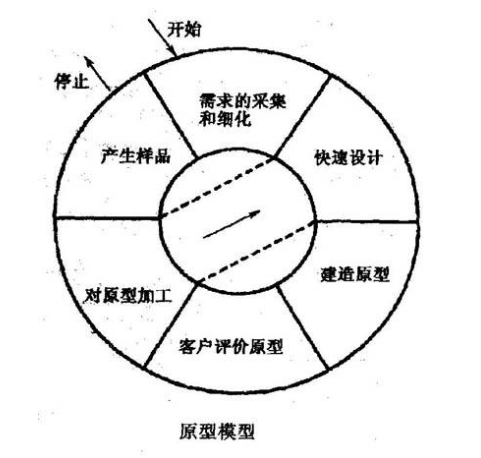 开始
停止
需求的采集
和细化
产生样品
快速设计
对原型加工
建造原型
客户评价原型
原型模型